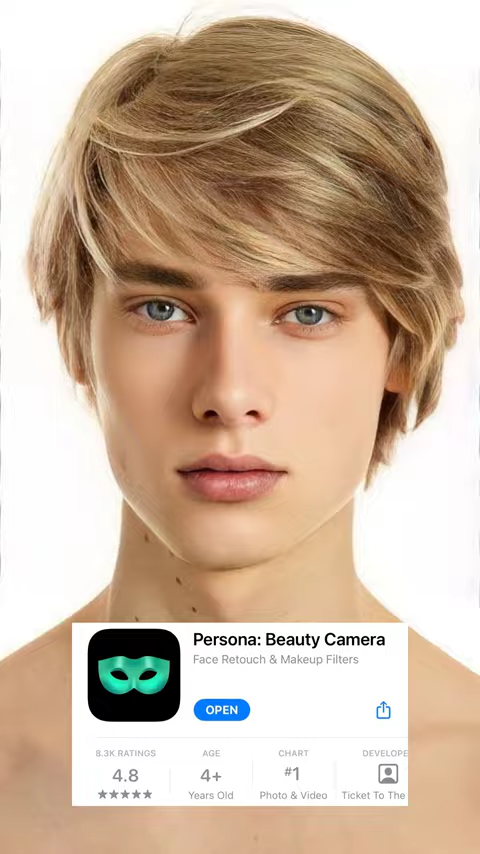 Persona: Beauty Camera
Face Retouch & Makeup Filters
OPEN
8.3K RATINGS
AGE
CHART
DEVELOPE
4.8
4+
#1
★★★★★
Years Old
Photo & Video
Ticket To The